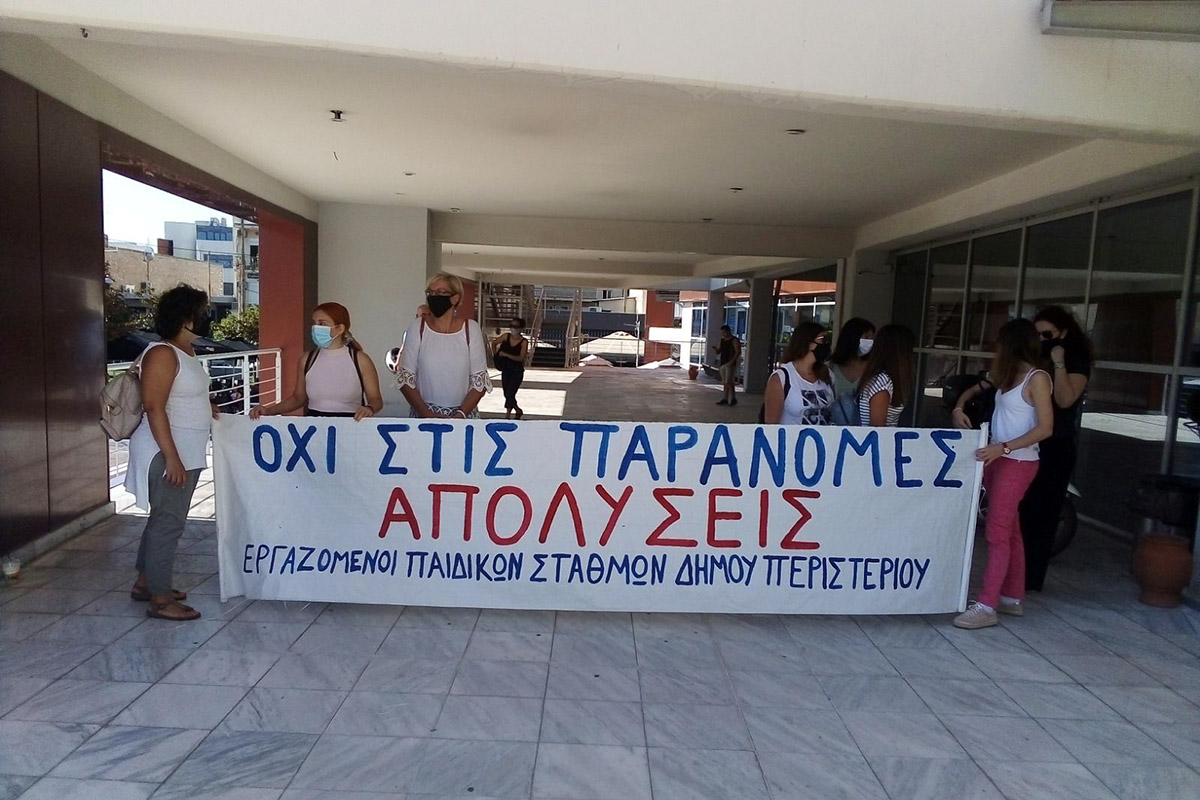 ΟΧΙ ΣΤΙΣ ΠΑΡΑΝΟΜΕΣ
ΑΠΟΛΥΣΕΙΣ
ΕΡΓΑΖΟΜΕΝΟΙ ΠΑΙΔΙΚΩΝ ΣΤΑΘΜΩΝ ΔΗΜΟΥ ΠΕΡΙΣΤΕΡΙΟΥ